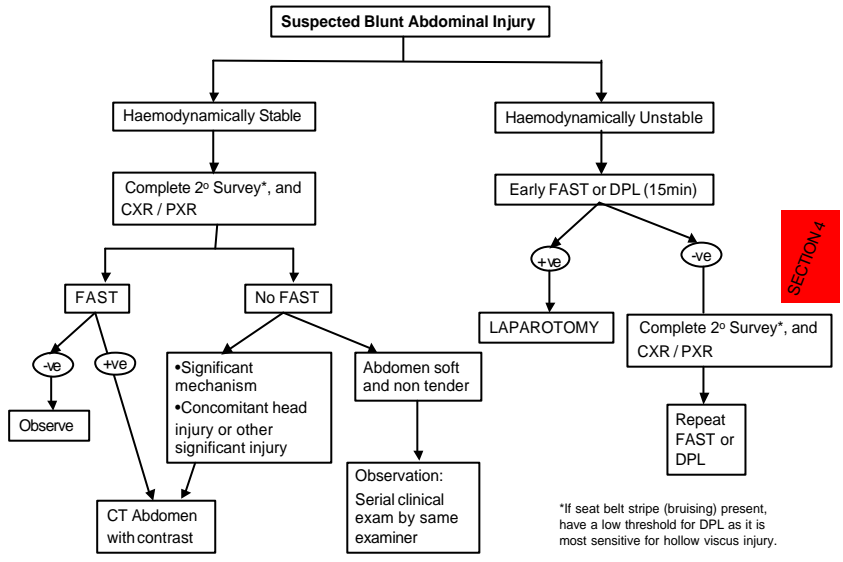 Suspected Blunt Abdominal Injury
Haemodynamically Stable
Haemodynamically Unstable
Complete 2º Survey*, and
CXR / PXR
Early FAST or DPL (15min)
SECTION 4
+ve
-ve
FAST
No FAST
LAPAROTOMY
Complete 2º Survey*, and
CXR / PXR
-ve
+ve
•Significant
mechanism
•Concomitant head
injury or other
significant injury
Abdomen soft
and non tender
Observe
Repeat
FAST or
DPL
Observation:
Serial clinical
exam by same
examiner
CT Abdomen
with contrast
*If seat belt stripe (bruising) present,
have a low threshold for DPL as it is
most sensitive for hollow viscus injury.